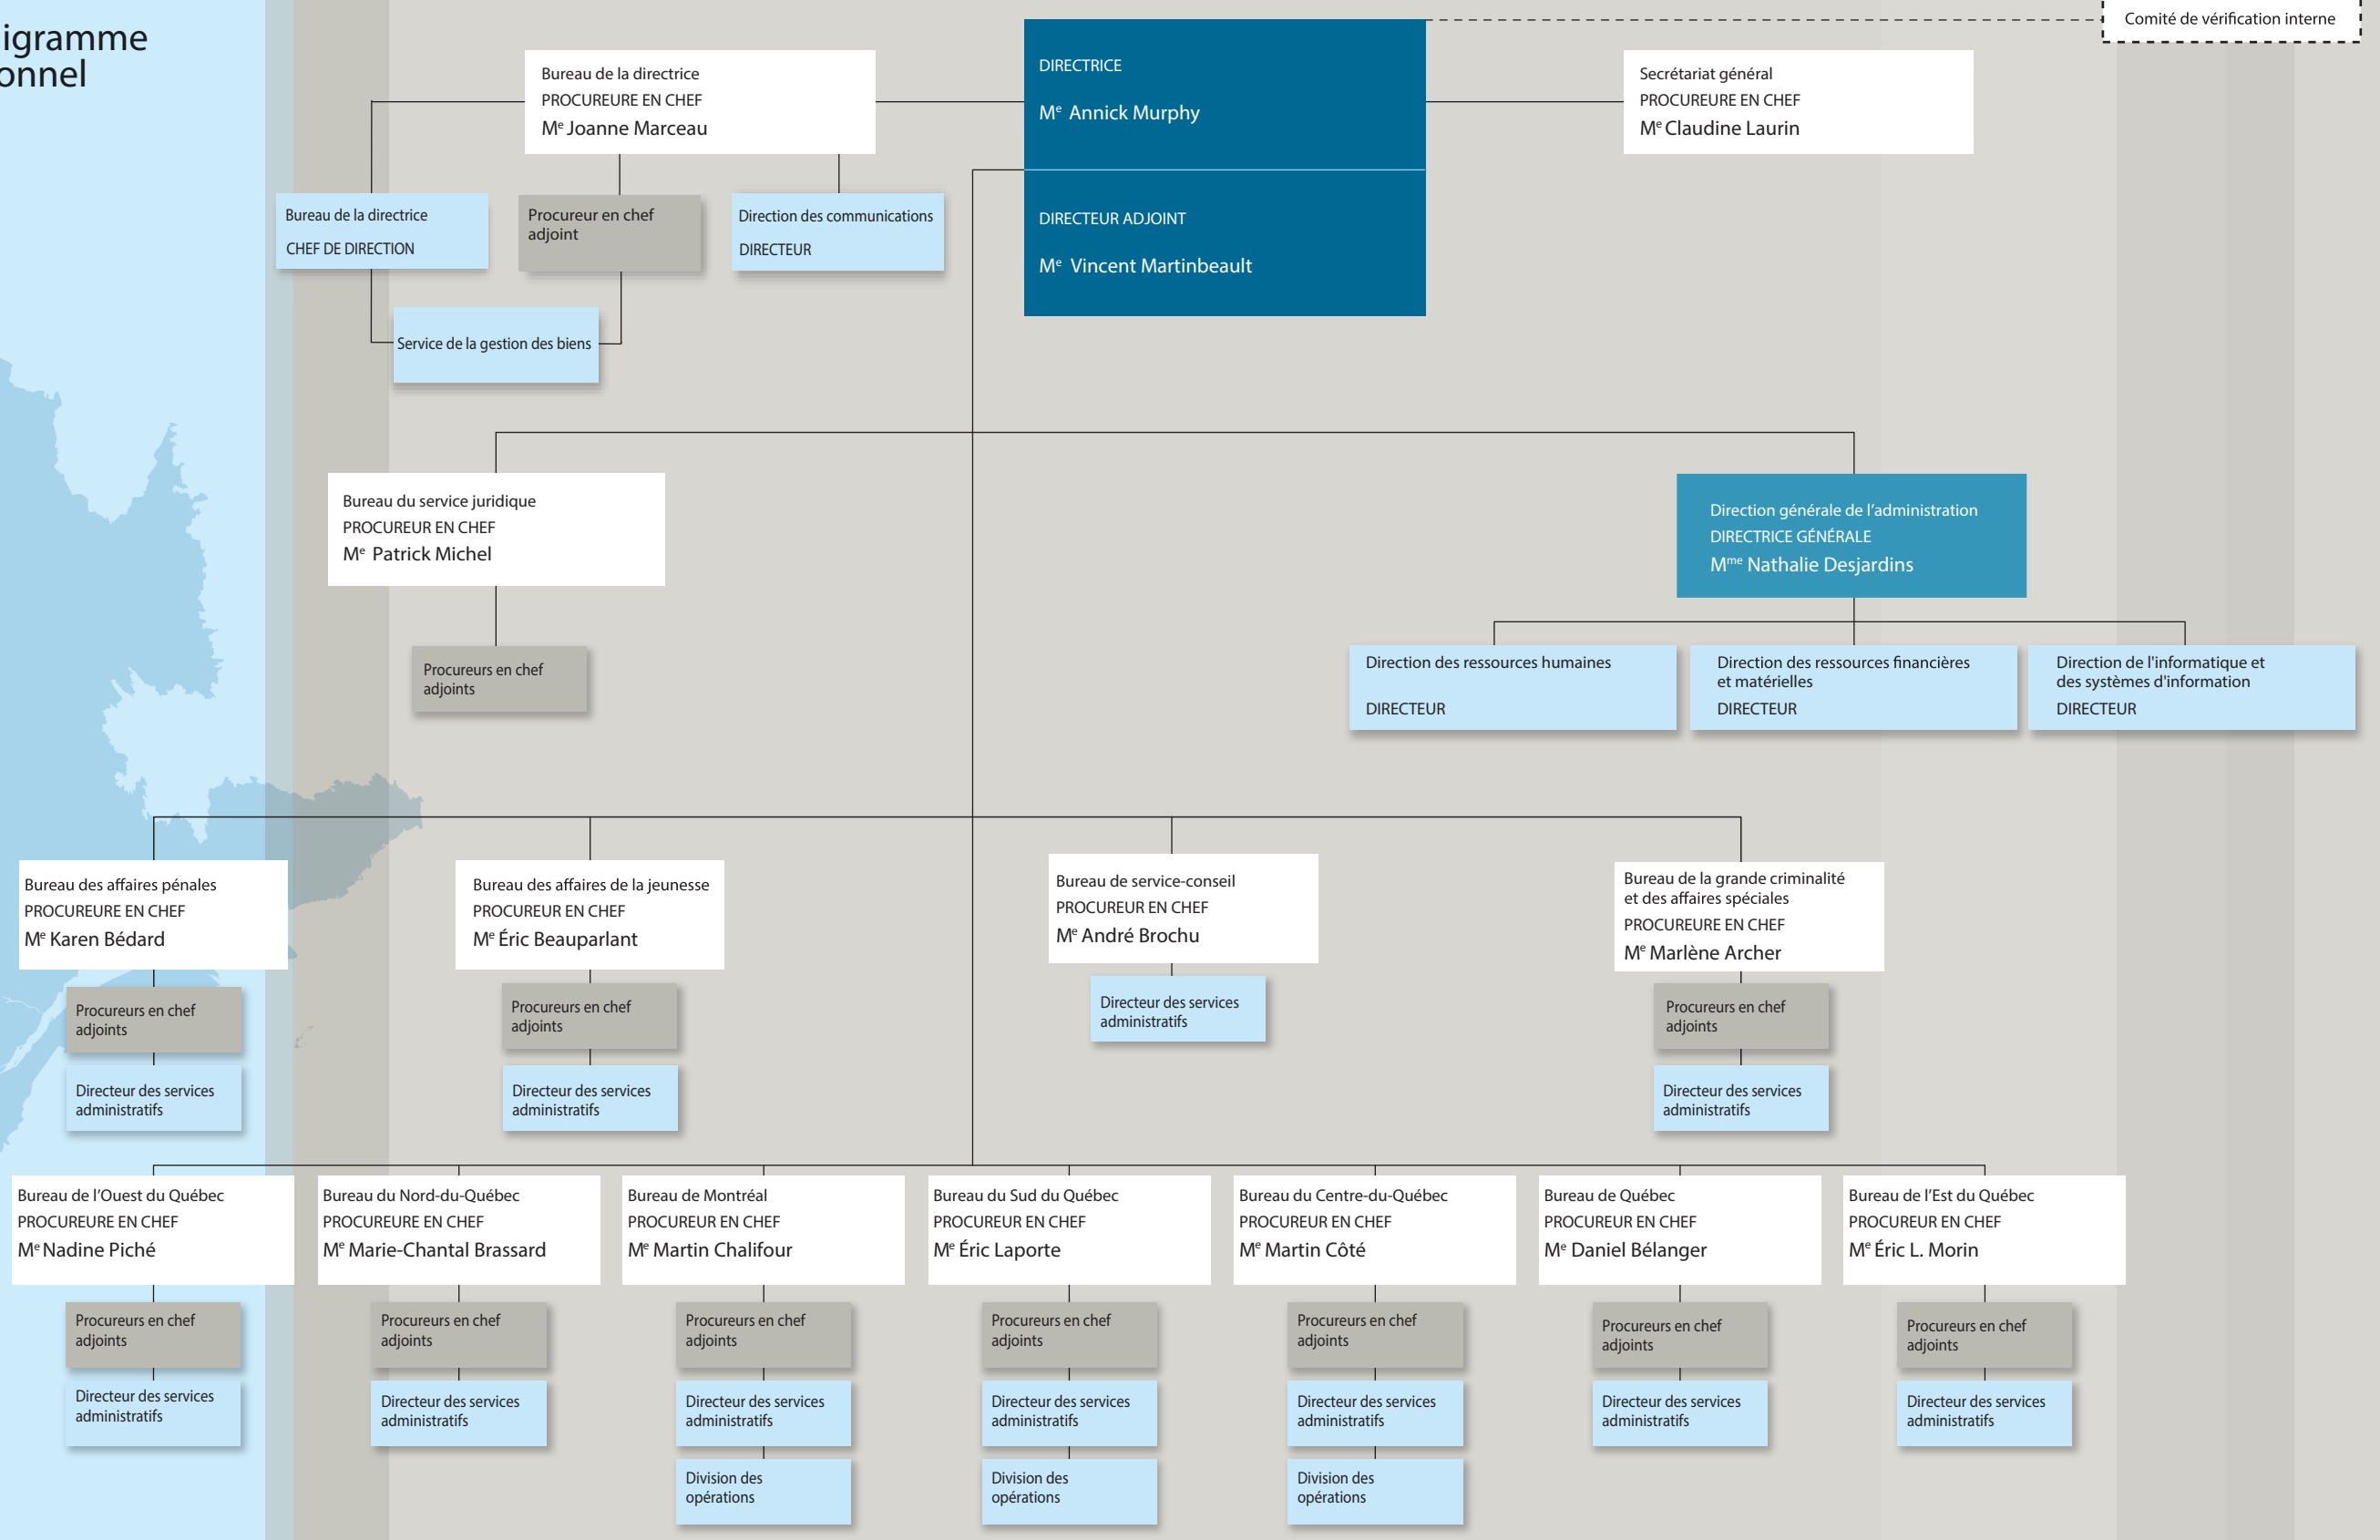 igramme
onnel
Comité de vérification interne
Bureau de la directrice
PROCUREURE EN CHEF
Me Joanne Marceau
DIRECTRICE
Me Annick Murphy
Secrétariat général
PROCUREURE EN CHEF
Me Claudine Laurin
Bureau de la directrice
CHEF DE DIRECTION
Procureur en chef
adjoint
Direction des communications
DIRECTEUR
DIRECTEUR ADJOINT
Me Vincent Martinbeault
Service de la gestion des biens
Bureau du service juridique
PROCUREUR EN CHEF
Me Patrick Michel
Direction générale de l'administration
DIRECTRICE GÉNÉRALE
Mme Nathalie Desjardins
Procureurs en chef
adjoints
Direction des ressources humaines
DIRECTEUR
Direction des ressources financières
et matérielles
DIRECTEUR
Direction de l'informatique et
des systèmes d'information
DIRECTEUR
Bureau des affaires pénales
PROCUREURE EN CHEF
Me Karen Bédard
Bureau des affaires de la jeunesse
PROCUREUR EN CHEF
Me Éric Beauparlant
Bureau de service-conseil
PROCUREUR EN CHEF
Me André Brochu
Bureau de la grande criminalité
et des affaires spéciales
PROCUREURE EN CHEF
Me Marlène Archer
Procureurs en chef
adjoints
Procureurs en chef
adjoints
Directeur des services
administratifs
Procureurs en chef
adjoints
Directeur des services
administratifs
Directeur des services
administratifs
Directeur des services
administratifs
Bureau de l'Ouest du Québec
PROCUREURE EN CHEF
Me Nadine Piché
Bureau du Nord-du-Québec
PROCUREURE EN CHEF
Me Marie-Chantal Brassard
Bureau de Montréal
PROCUREUR EN CHEF
Me Martin Chalifour
Bureau du Sud du Québec
PROCUREUR EN CHEF
Me Éric Laporte
Bureau du Centre-du-Québec
PROCUREUR EN CHEF
Me Martin Côté
Bureau de Québec
PROCUREUR EN CHEF
Me Daniel Bélanger
Bureau de l'Est du Québec
PROCUREUR EN CHEF
Me Éric L. Morin
Procureurs en chef
adjoints
Procureurs en chef
adjoints
Procureurs en chef
adjoints
Procureurs en chef
adjoints
Procureurs en chef
adjoints
Procureurs en chef
adjoints
Procureurs en chef
adjoints
Directeur des services
administratifs
Directeur des services
administratifs
Directeur des services
administratifs
Directeur des services
administratifs
Directeur des services
administratifs
Directeur des services
administratifs
Directeur des services
administratifs
Division des
opérations
Division des
opérations
Division des
opérations